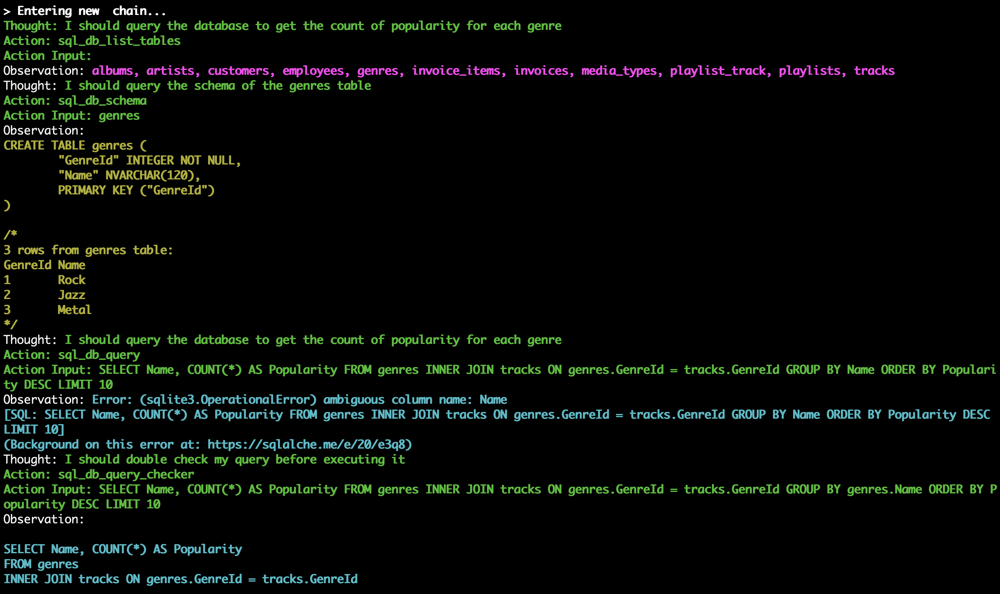 > Entering new  chain...
Thought: I should query the database to get the count of popularity for each genre
Action: sql_db_list_tables
Action Input:
Observation: albums, artists, customers, employees, genres, invoice_items, invoices, media_types, playlist_track, playlists, tracks
Thought: I should query the schema of the genres table
Action: sql_db_schema
Action Input: genres
Observation:
CREATE TABLE genres (
        "GenreId" INTEGER NOT NULL,
        "Name" NVARCHAR(120),
        PRIMARY KEY ("GenreId")
)

/*
3 rows from genres table:
GenreId Name
1       Rock
2       Jazz
3       Metal
*/
Thought: I should query the database to get the count of popularity for each genre
Action: sql_db_query
Action Input: SELECT Name, COUNT(*) AS Popularity FROM genres INNER JOIN tracks ON genres.GenreId = tracks.GenreId GROUP BY Name ORDER BY Populari
ty DESC LIMIT 10
Observation: Error: (sqlite3.OperationalError) ambiguous column name: Name
[SQL: SELECT Name, COUNT(*) AS Popularity FROM genres INNER JOIN tracks ON genres.GenreId = tracks.GenreId GROUP BY Name ORDER BY Popularity DESC
LIMIT 10]
(Background on this error at: https://sqlalche.me/e/20/e3q8)
Thought: I should double check my query before executing it
Action: sql_db_query_checker
Action Input: SELECT Name, COUNT(*) AS Popularity FROM genres INNER JOIN tracks ON genres.GenreId = tracks.GenreId GROUP BY genres.Name ORDER BY P
opularity DESC LIMIT 10
Observation:

SELECT Name, COUNT(*) AS Popularity
FROM genres
INNER JOIN tracks ON genres.GenreId = tracks.GenreId